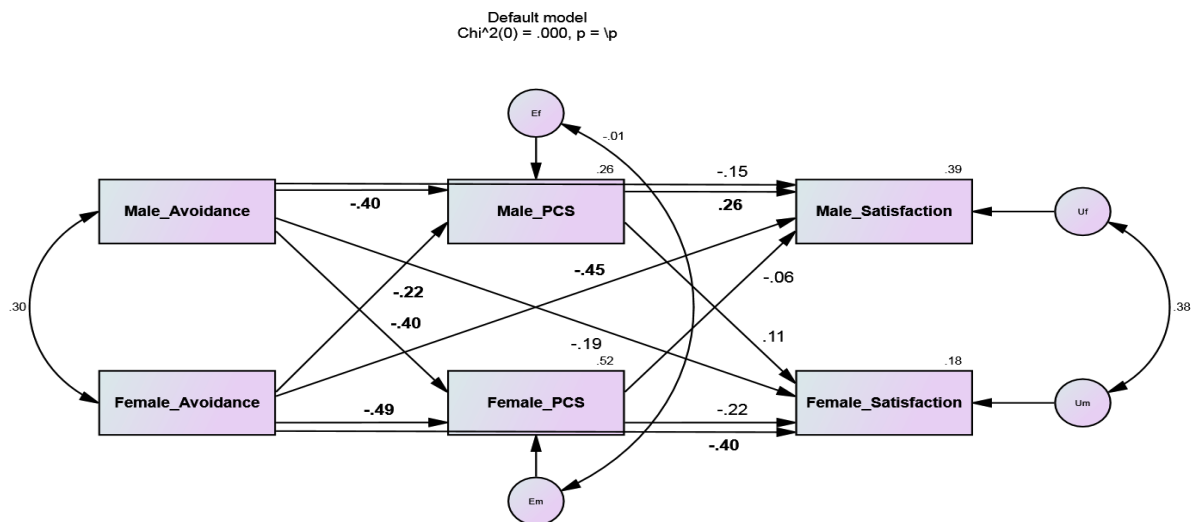 Default model
Chi^2(0) = .000, p = \p
Ef
-.01
.26
-.15
.39
Male_Avoidance
-.40
Male_PCS
.26
Male_Satisfaction
Uf
-.45
-.06
-.22
.30
-.40
.38
-.19
.11
.52
.18
Female_Avoidance
-.49
Female_PCS
-.22
Female_Satisfaction
Um
-.40
Em